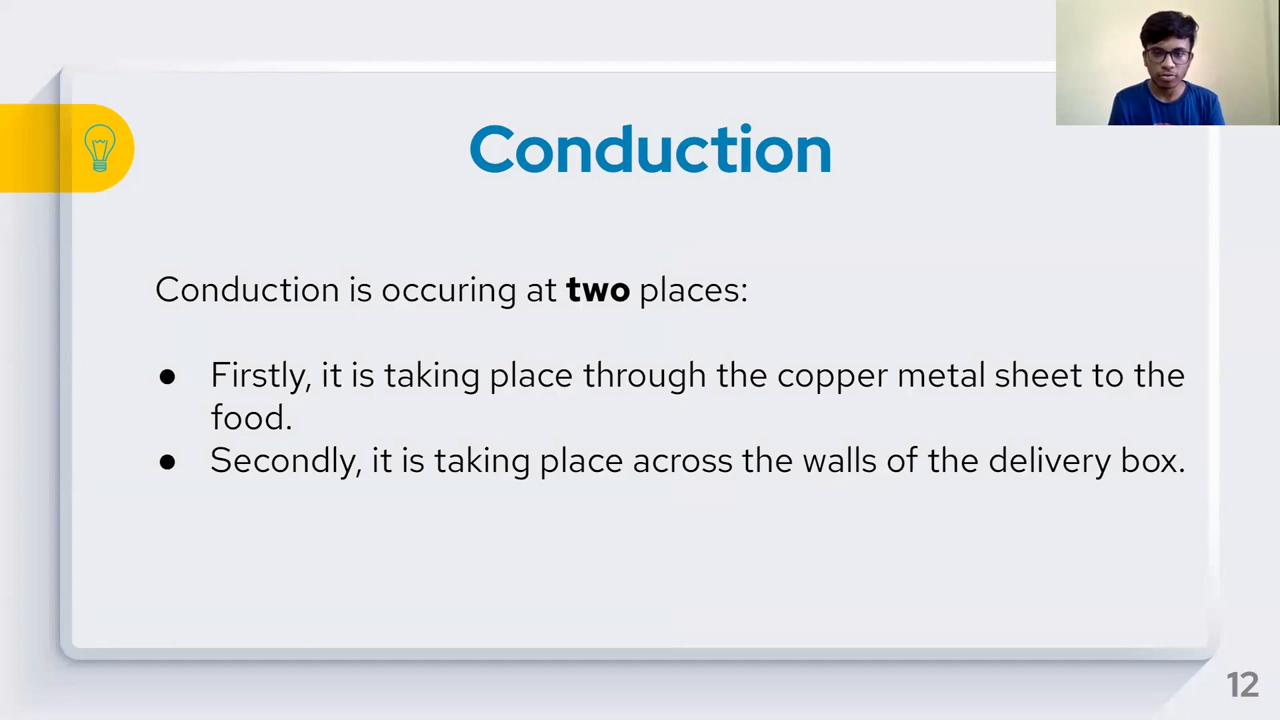 Conduction
Conduction is occuring at two places:
● Firstly, it is taking place through the copper metal sheet to the
food.
● Secondly, it is taking place across the walls of the delivery box.
12